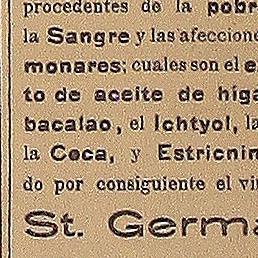 procedentes de la pobr
la Sangre y las afeccione
monares; cuales son el e
to de aceite de higa
bacalao, el Ichtyol, la
la Coca, y Estricnin
do por consiguiente el vi
St. Germa